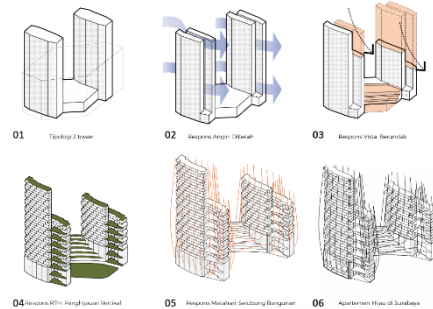 01 Tipologi 2 tower
02 Respons Angin: Dibelah
03 Respons Vista: Berundak
04 Respons RTH: Penghijauan Vertikal
05 Respons Matahari: Selubung Bangunan
06 Apartemen Hijau di Surabaya